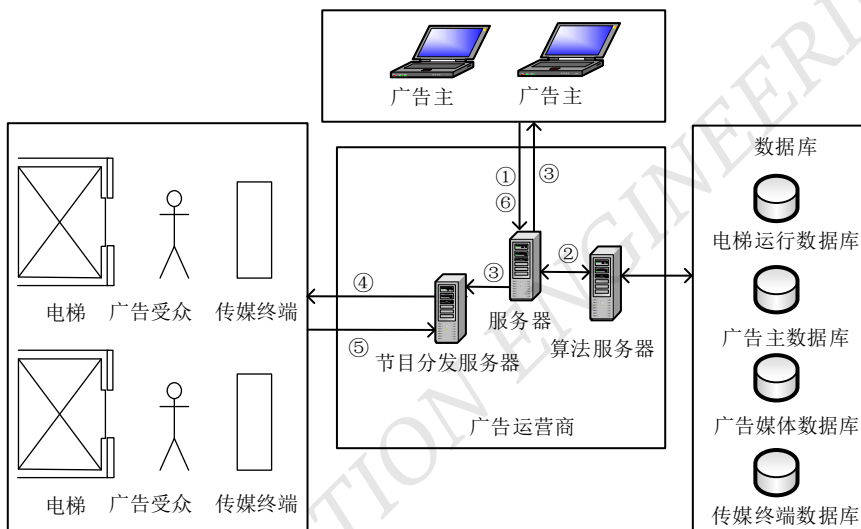 广告主 广告主
数据库
①
⑥
③
电梯运行数据库
②
④
③
服务器
电梯 广告受众 传媒终端
⑤
节目分发服务器
算法服务器
广告主数据库
广告运营商
广告媒体数据库
电梯 广告受众 传媒终端
传媒终端数据库
TION ENGINEERI